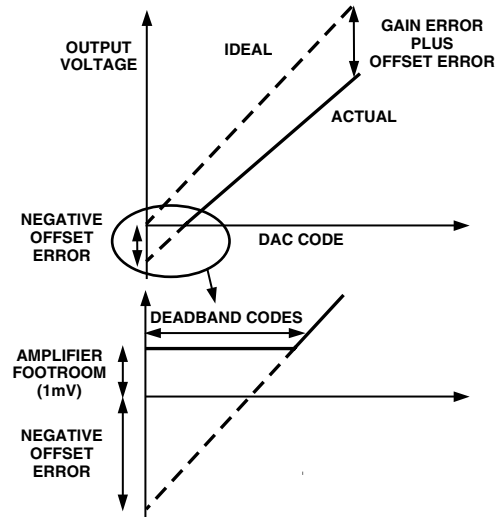 OUTPUT
VOLTAGE
IDEAL
GAIN ERROR
PLUS
OFFSET ERROR
ACTUAL
NEGATIVE
OFFSET
ERROR
DAC CODE
DEADBAND CODES
AMPLIFIER
FOOTROOM
(1mV)
NEGATIVE
OFFSET
ERROR